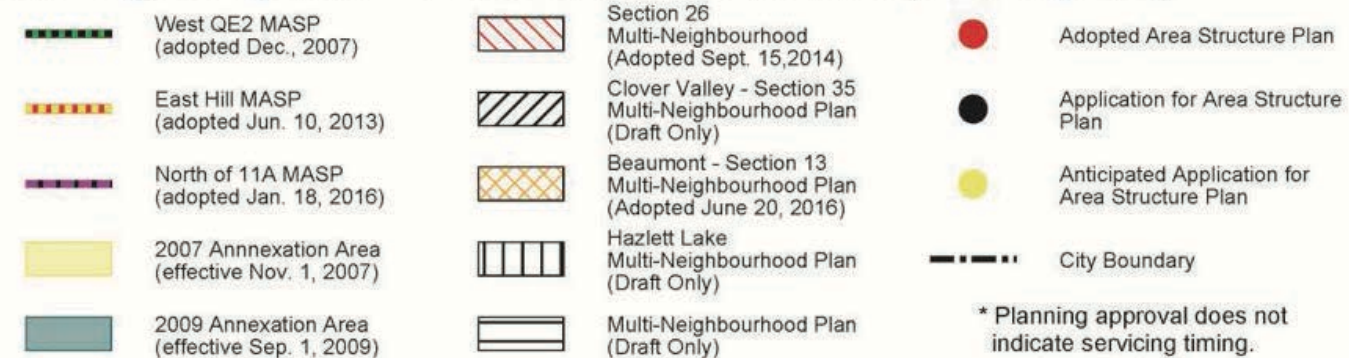 West QE2 MASP
(adopted Dec., 2007)
East Hill MASP
(adopted Jun. 10, 2013)
North of 11A MASP
(adopted Jan. 18, 2016)
2007 Annnexation Area
(effective Nov. 1, 2007)
2009 Annexation Area
(effective Sep. 1, 2009)
Section 26
Multi-Neighbourhood
(Adopted Sept. 15,2014)
Clover Valley - Section 35
Multi-Neighbourhood Plan
(Draft Only)
Beaumont - Section 13
Multi-Neighbourhood Plan
(Adopted June 20, 2016)
Hazlett Lake
Multi-Neighbourhood Plan
(Draft Only)
Multi-Neighbourhood Plan
(Draft Only)
Adopted Area Structure Plan
Application for Area Structure
Plan
Anticipated Application for
Area Structure Plan
City Boundary
* Planning approval does not
indicate servicing timing.